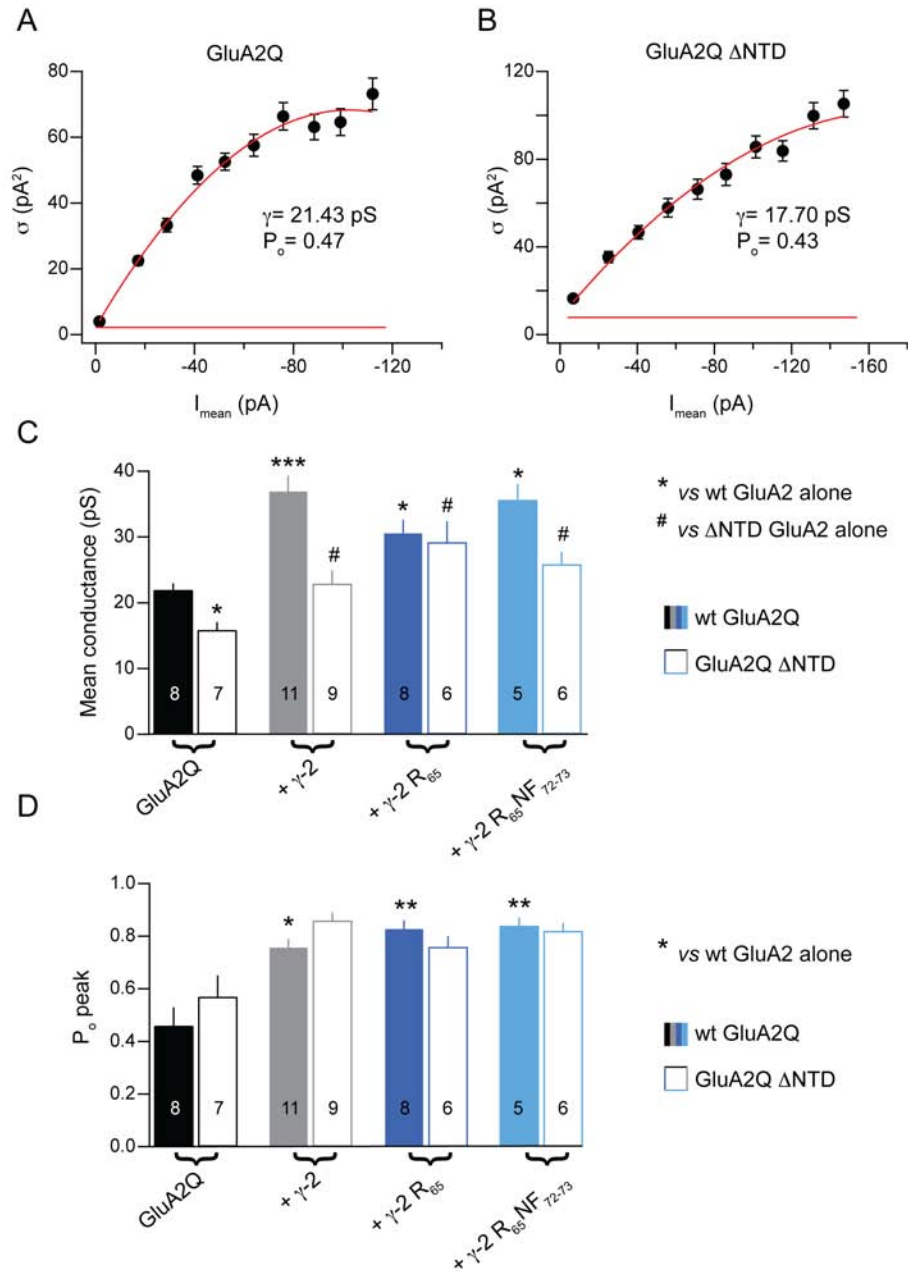 A
GluA2Q
80
60
40
20
0
σ (pA²)
γ= 21.43 pS
Pₒ= 0.47
0 -40 -80 -120
Iₘₑₐₙ (pA)
B
GluA2Q ΔNTD
120
80
40
0
σ (pA²)
γ= 17.70 pS
Pₒ= 0.43
0 -40 -80 -120 -160
Iₘₑₐₙ (pA)
C
Mean conductance (pS)
40
30
20
10
0
* *** # * # * #
8 7 11 9 8 6 5 6
GluA2Q
+ γ-2
+ γ-2 R₆₅
+ γ-2 R₆₅NF₇₂₋₇₃
* vs wt GluA2 alone
# vs ΔNTD GluA2 alone
wt GluA2Q
GluA2Q ΔNTD
D
Pₒ peak
1.0
0.8
0.6
0.4
0.2
0.0
* ** **
8 7 11 9 8 6 5 6
GluA2Q
+ γ-2
+ γ-2 R₆₅
+ γ-2 R₆₅NF₇₂₋₇₃
* vs wt GluA2 alone
wt GluA2Q
GluA2Q ΔNTD